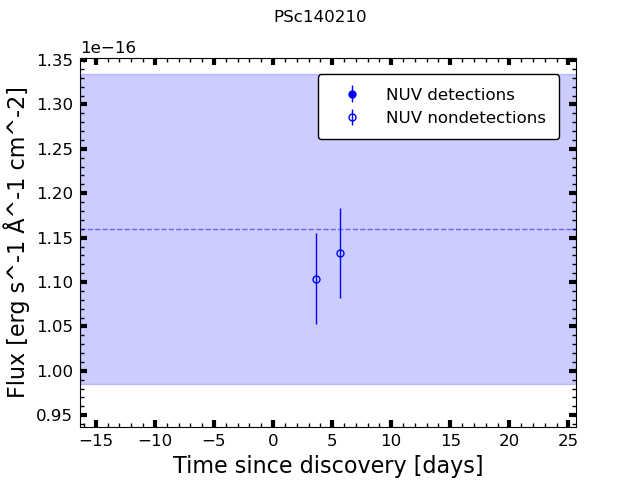 PSc140210
1e−16
1.35
1.30
1.25
1.20
1.15
1.10
1.05
1.00
0.95
Flux [erg s^-1 Å^-1 cm^-2]
NUV detections
NUV nondetections
−15 −10 −5 0 5 10 15 20 25
Time since discovery [days]